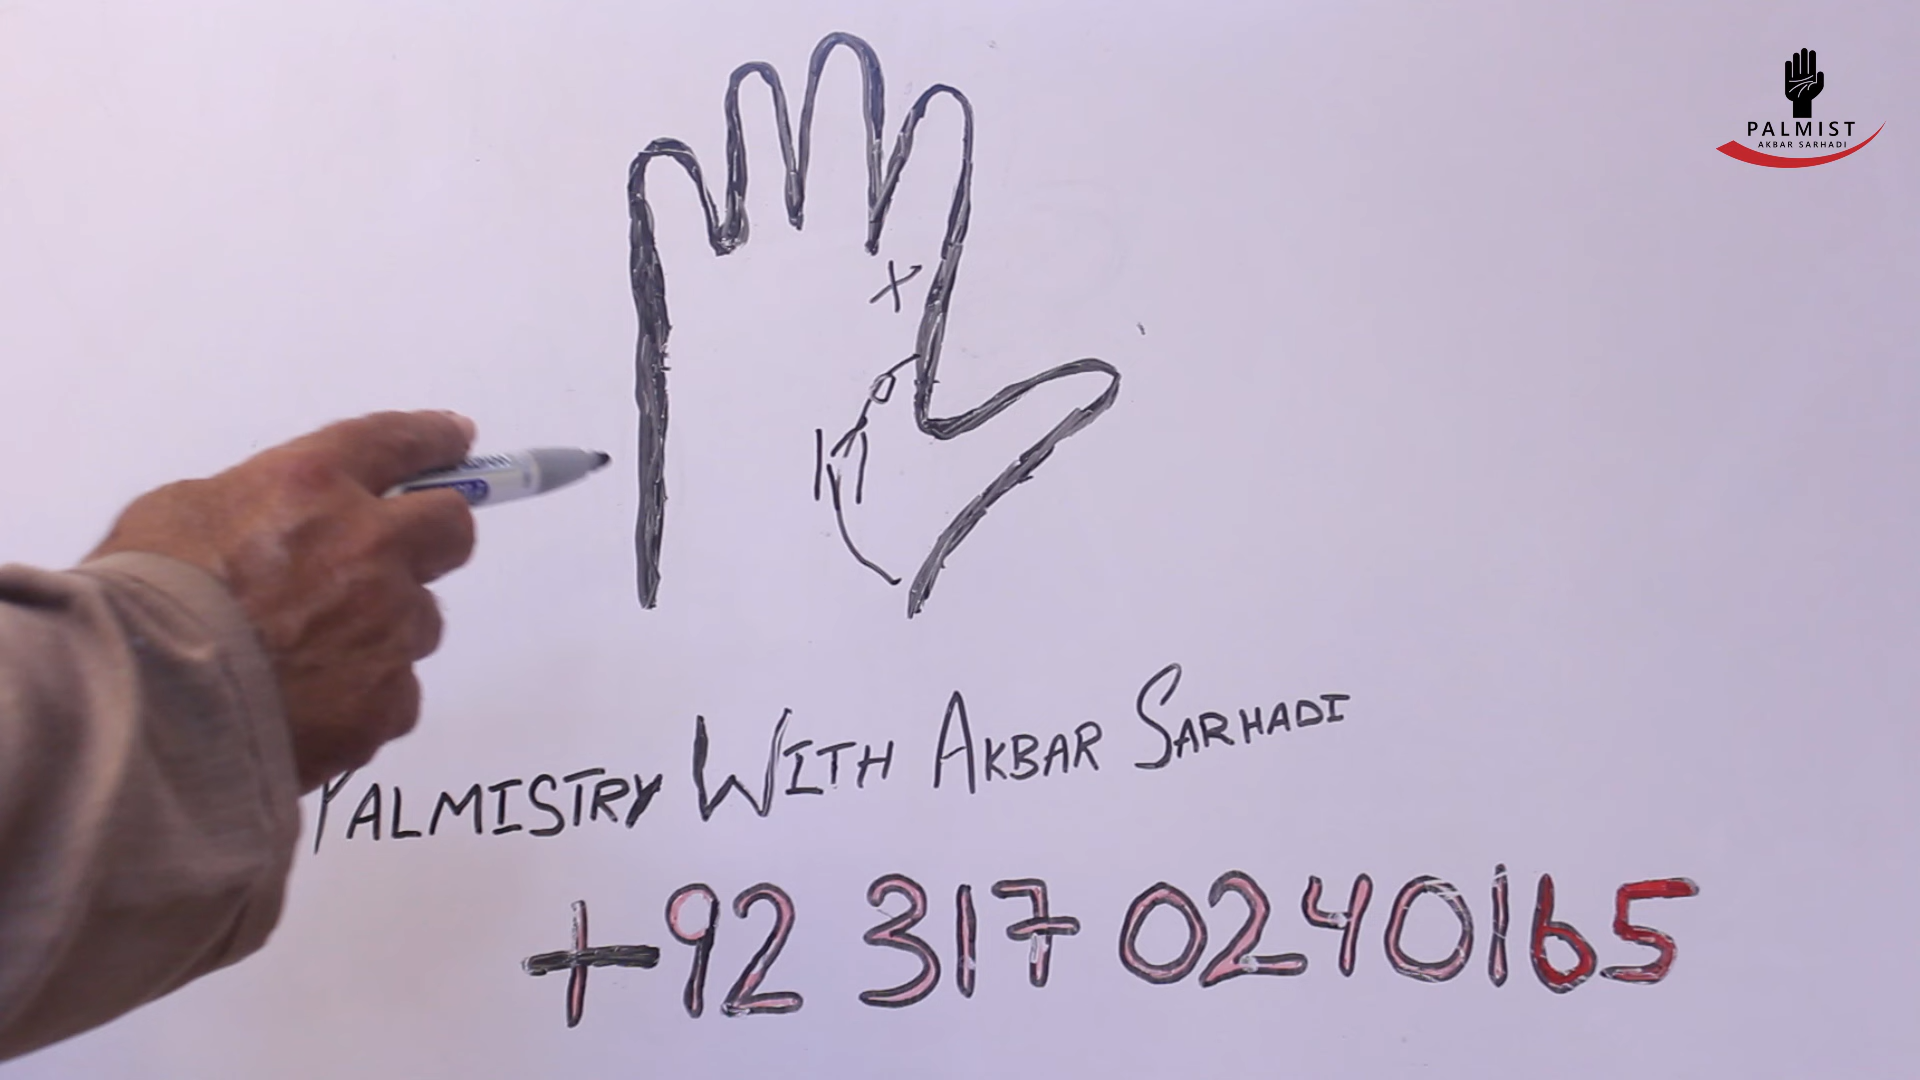 PALMIST
AKBAR SARHADI
PALMISTRY WITH AKBAR SARHADI
+92 317 0240165